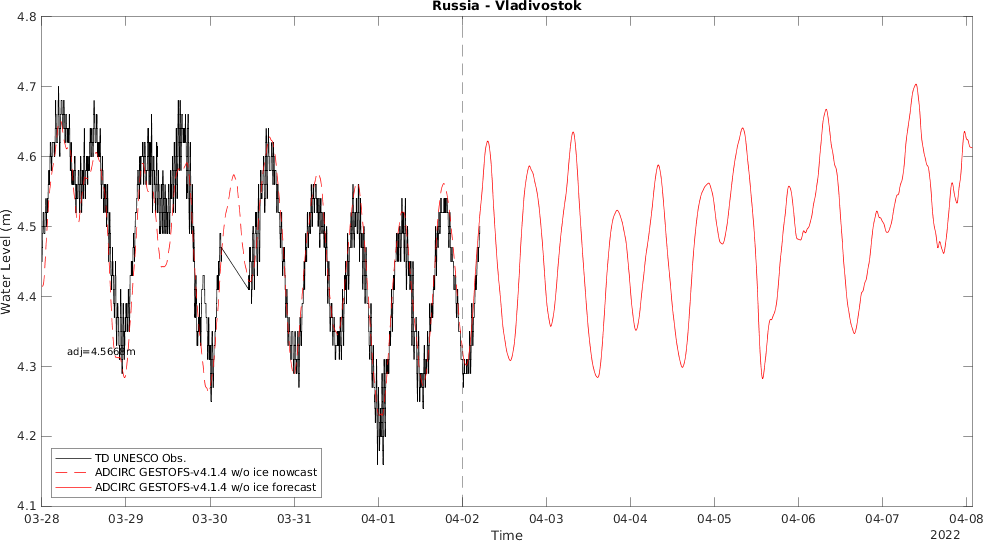 Russia - Vladivostok
4.8
4.7
4.6
4.5
4.4
4.3
4.2
4.1
Water Level (m)
TD UNESCO Obs.
ADCIRC GESTOFS-v4.1.4 w/o ice nowcast
ADCIRC GESTOFS-v4.1.4 w/o ice forecast
03-28 03-29 03-30 03-31 04-01 04-02 04-03 04-04 04-05 04-06 04-07 04-08
Time
2022